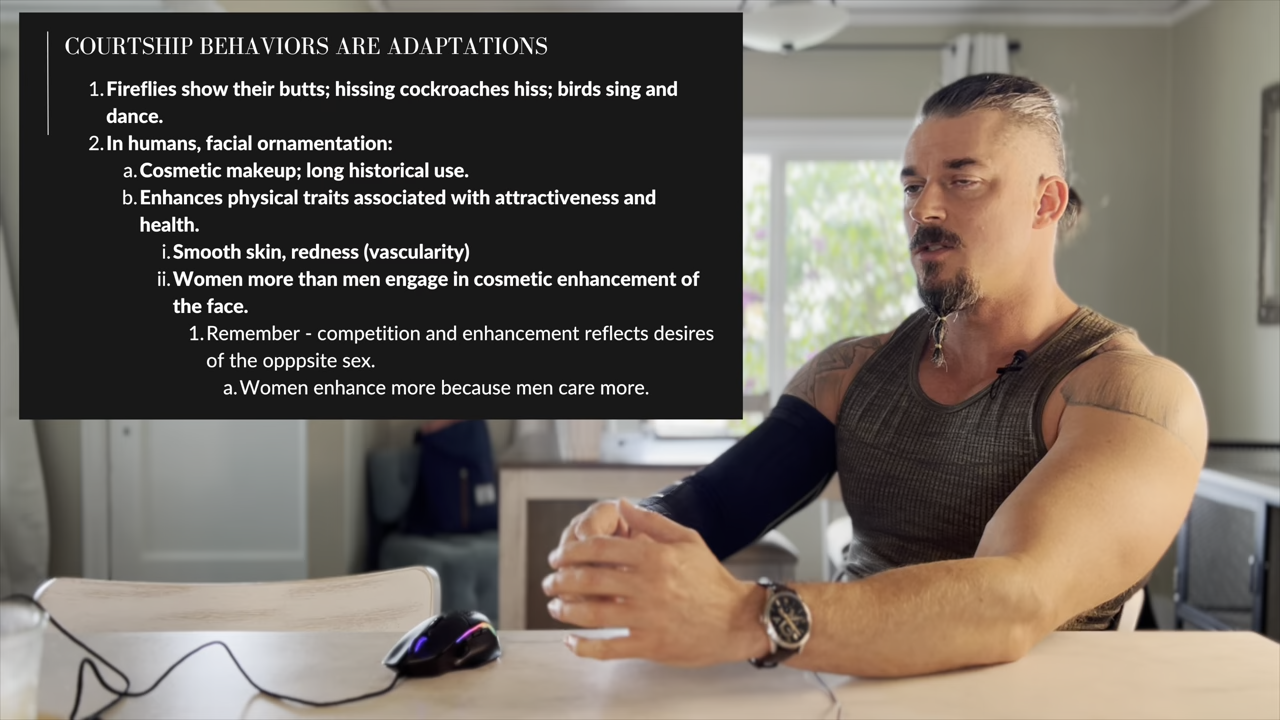 COURTSHIP BEHAVIORS ARE ADAPTATIONS
1. Fireflies show their butts; hissing cockroaches hiss; birds sing and
dance.
2. In humans, facial ornamentation:
a. Cosmetic makeup; long historical use.
b. Enhances physical traits associated with attractiveness and
health.
i. Smooth skin, redness (vascularity)
ii. Women more than men engage in cosmetic enhancement of
the face.
1. Remember - competition and enhancement reflects desires
of the opppsite sex.
a. Women enhance more because men care more.